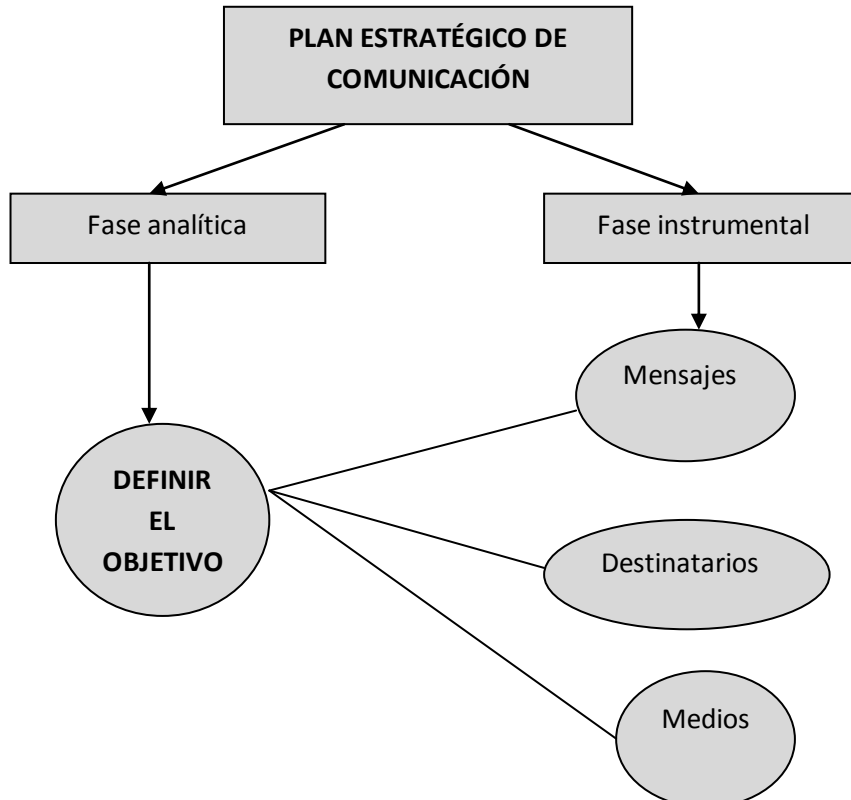 PLAN ESTRATÉGICO DE
COMUNICACIÓN
Fase analítica
Fase instrumental
Mensajes
DEFINIR
EL
OBJETIVO
Destinatarios
Medios